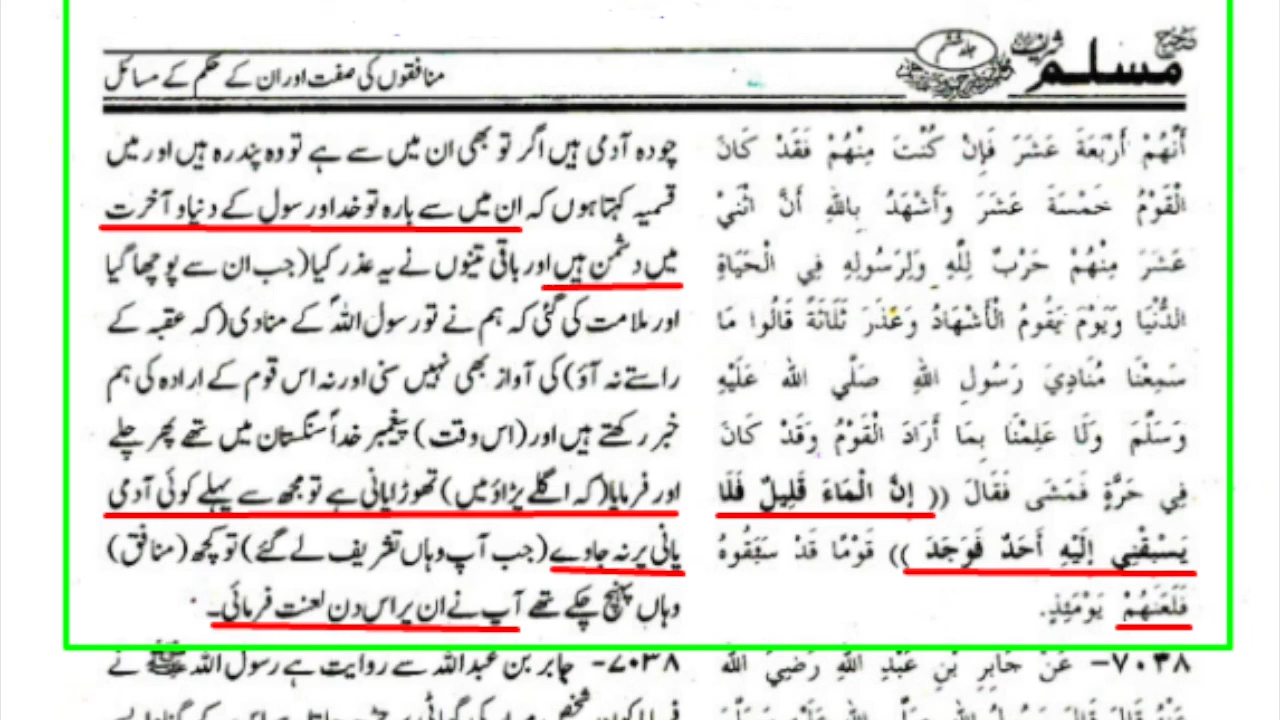 صحیح مسلم شریف
جلد ششم
منافقوں کی صفت اور ان کے حکم کے مسائل
أَنَّهُمْ أَرْبَعَةَ عَشَرَ فَإِنْ كُنْتَ مِنْهُمْ فَقَدْ كَانَ
الْقَوْمُ خَمْسَةَ عَشَرَ وَأَشْهَدُ بِاللهِ أَنَّ اثْنَيْ
عَشَرَ مِنْهُمْ حَرْبٌ لِلَّهِ وَلِرَسُولِهِ فِي الْحَيَاةِ
الدُّنْيَا وَيَوْمَ يَقُومُ الْأَشْهَادُ وَعَذَرَ ثَلَاثَةً قَالُوا مَا
سَمِعْنَا مُنَادِيَ رَسُولِ اللهِ صَلَّي الله عَلَيْهِ
وَسَلَّمَ وَلَا عَلِمْنَا بِمَا أَرَادَ الْقَوْمُ وَقَدْ كَانَ
فِي حَرَّةٍ فَمَشَى فَقَالَ (( إِنَّ الْمَاءَ قَلِيلٌ فَلَا
يَسْبِقْنِي إِلَيْهِ أَحَدٌ فَوَجَدَ )) قَوْمًا قَدْ سَبَقُوهُ
فَلَعَنَهُمْ يَوْمَئِذٍ.
۷۰۳۸- عَنْ جَابِرِ بْنِ عَبْدِ اللَّهِ رَضِيَ اللَّه
چودہ آدمی ہیں اگر تو بھی ان میں سے ہے تو وہ پندرہ ہیں اور میں
قسمیہ کہتا ہوں کہ ان میں سے بارہ تو خدا اور رسول کے دنیا و آخرت
میں دشمن ہیں اور باقی تینوں نے یہ عذر کیا (جب ان سے پوچھا گیا
اور ملامت کی گئی کہ ہم نے تو رسول اللہ کے منادی (کہ عقبہ کے
راستے نہ آؤ) کی آواز بھی نہیں سنی اور نہ اس قوم کے ارادہ کی ہم
خبر رکھتے ہیں اور (اس وقت) پیغمبر خدا سنگستان میں تھے پھر چلے
اور فرمایا (کہ اگلے پڑاؤ میں) تھوڑا پانی ہے تو مجھ سے پہلے کوئی آدمی
پانی پر نہ جاوے (جب آپ وہاں تشریف لے گئے) تو کچھ (منافق)
وہاں پہنچ چکے تھے آپ نے ان پر اس دن لعنت فرمائی۔
۷۰۳۸- جابر بن عبداللہ سے روایت ہے رسول اللہ ﷺ نے